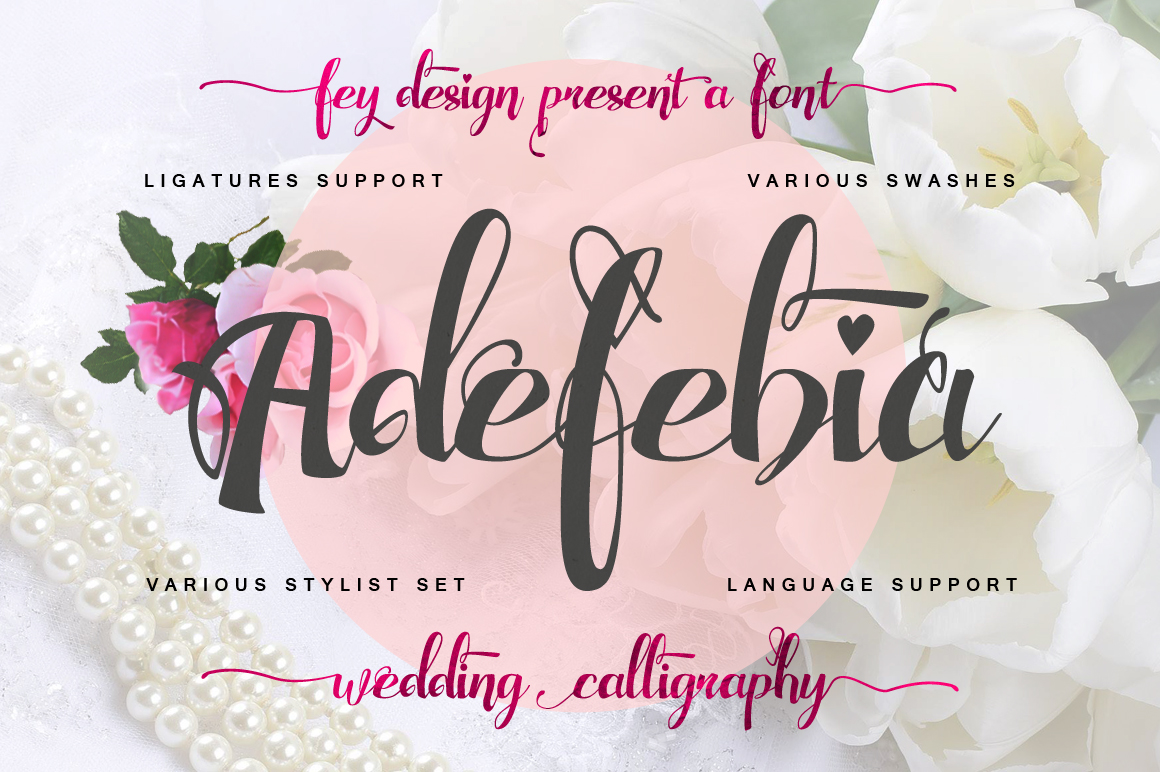 fey design present a font
LIGATURES SUPPORT
VARIOUS SWASHES
Adefebia
VARIOUS STYLIST SET
LANGUAGE SUPPORT
wedding calligraphy